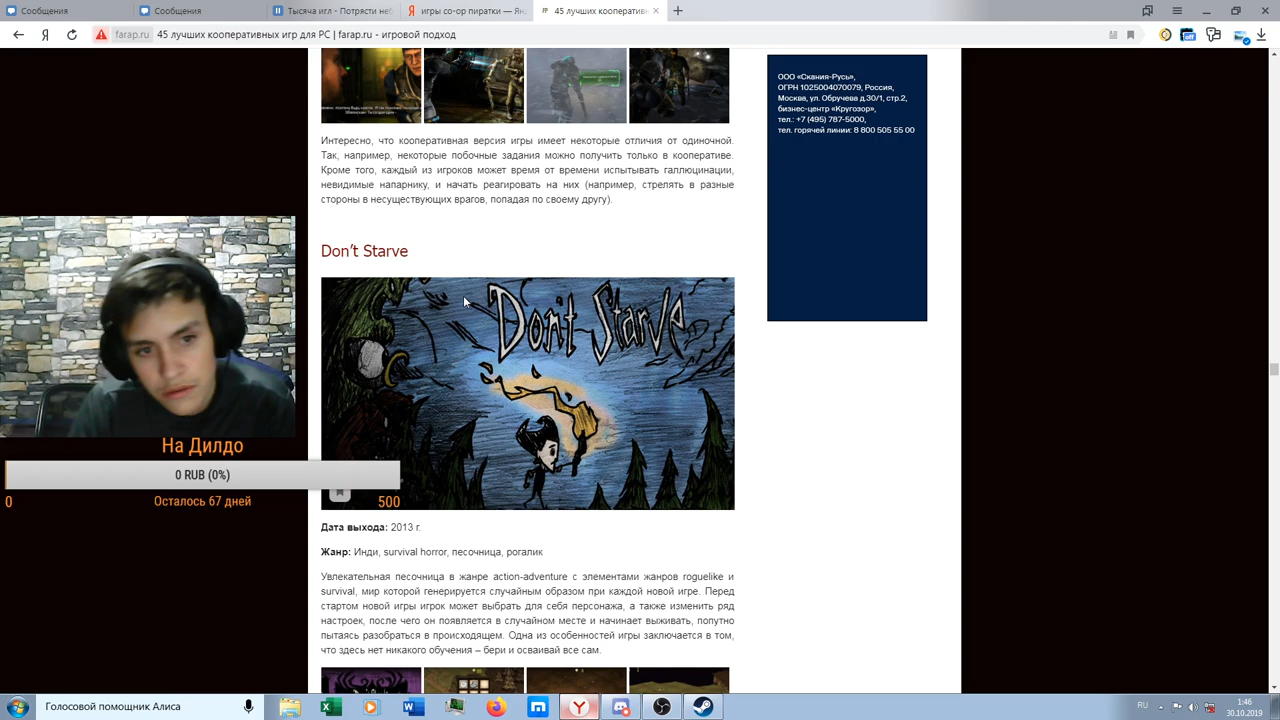 Сообщения
Сообщения
Тысяча игл - Потрясти неб
игры co-op пиратки — Ян
45 лучших кооператив
farap.ru
45 лучших кооперативных игр для PC | farap.ru - игровой подход
off
ООО «Скания-Русь»,
ОГРН 1025004070079, Россия,
Москва, ул. Обручева д.30/1, стр.2,
бизнес-центр «Кругозор»,
тел.: +7 (495) 787-5000,
тел. горячей линии: 8 800 505 55 00
Интересно, что кооперативная версия игры имеет некоторые отличия от одиночной.
Так, например, некоторые побочные задания можно получить только в кооперативе.
Кроме того, каждый из игроков может время от времени испытывать галлюцинации,
невидимые напарнику, и начать реагировать на них (например, стрелять в разные
стороны в несуществующих врагов, попадая по своему другу).
Don't Starve
Don't Starve
На Дилдо
0 RUB (0%)
0
Осталось 67 дней
500
Дата выхода: 2013 г.
Жанр: Инди, survival horror, песочница, рогалик
Увлекательная песочница в жанре action-adventure с элементами жанров roguelike и
survival, мир которой генерируется случайным образом при каждой новой игре. Перед
стартом новой игры игрок может выбрать для себя персонажа, а также изменить ряд
настроек, после чего он появляется в случайном месте и начинает выживать, попутно
пытаясь разобраться в происходящем. Одна из особенностей игры заключается в том,
что здесь нет никакого обучения – бери и осваивай все сам.
Голосовой помощник Алиса
RU
1:46
30.10.2019